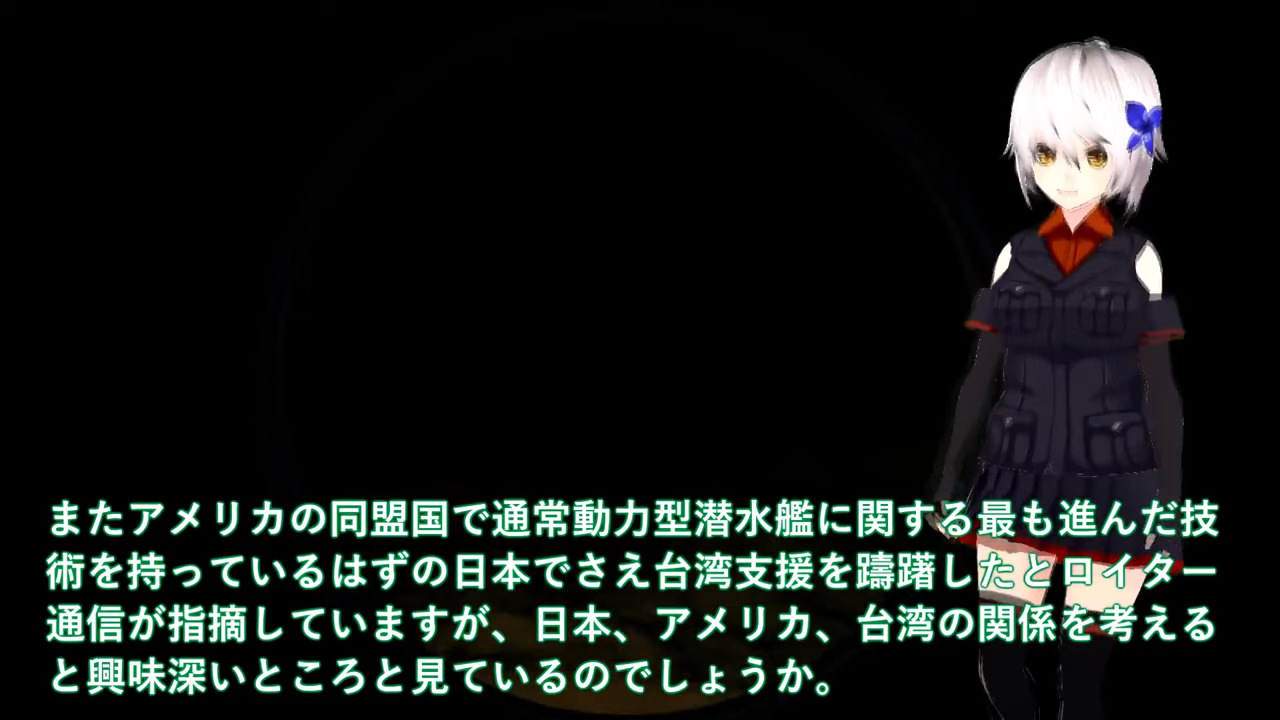 またアメリカの同盟国で通常動力型潜水艦に関する最も進んだ技
術を持っているはずの日本でさえ台湾支援を躊躇したとロイター
通信が指摘していますが、日本、アメリカ、台湾の関係を考える
と興味深いところと見ているのでしょうか。